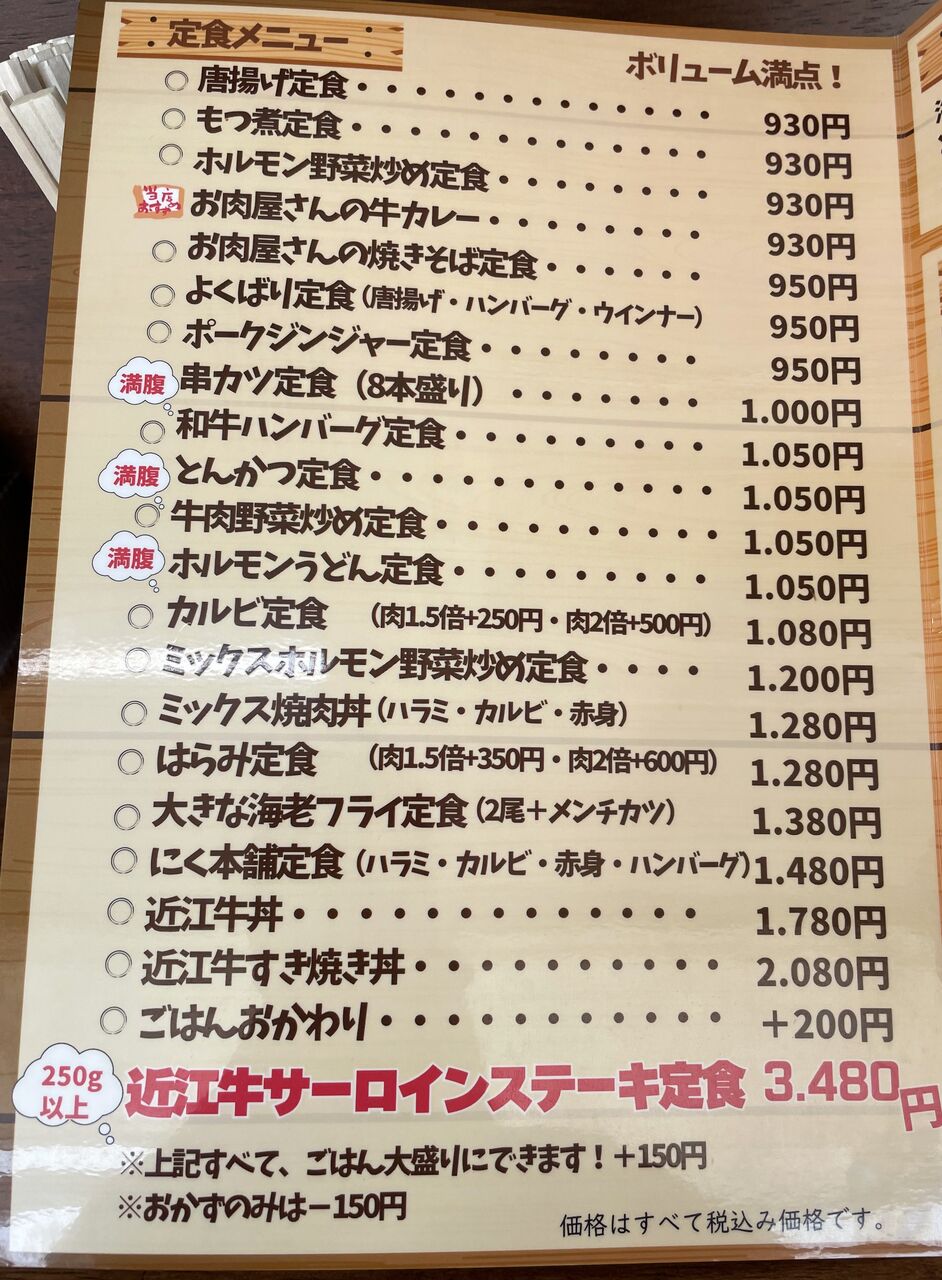 定食メニュー
ボリューム満点！
○唐揚げ定食・・・・・・・・・・・・・930円
○もつ煮定食・・・・・・・・・・・・・930円
○ホルモン野菜炒め定食・・・・・・・930円
当店おすすめ お肉屋さんの牛カレー・・・・・・・930円
○お肉屋さんの焼きそば定食・・・・・・950円
○よくばり定食（唐揚げ・ハンバーグ・ウインナー）950円
○ポークジンジャー定食・・・・・・・・950円
満腹 串カツ定食（8本盛り）・・・・・・・1.000円
○和牛ハンバーグ定食・・・・・・・・・・1.050円
満腹 とんかつ定食・・・・・・・・・・・・1.050円
○牛肉野菜炒め定食・・・・・・・・・・1.050円
満腹 ホルモンうどん定食・・・・・・・・・1.050円
○カルビ定食 （肉1.5倍+250円・肉2倍+500円）1.080円
○ミックスホルモン野菜炒め定食・・・・1.200円
○ミックス焼肉丼（ハラミ・カルビ・赤身）1.280円
○はらみ定食 （肉1.5倍+350円・肉2倍+600円）1.280円
○大きな海老フライ定食（2尾＋メンチカツ）1.380円
○にく本舗定食（ハラミ・カルビ・赤身・ハンバーグ）1.480円
○近江牛丼・・・・・・・・・・・・・1.780円
○近江牛すき焼き丼・・・・・・・・・・2.080円
○ごはんおかわり・・・・・・・・・・・＋200円
250g以上 近江牛サーロインステーキ定食 3.480円
※上記すべて、ごはん大盛りにできます！＋150円
※おかずのみは－150円
価格はすべて税込み価格です。